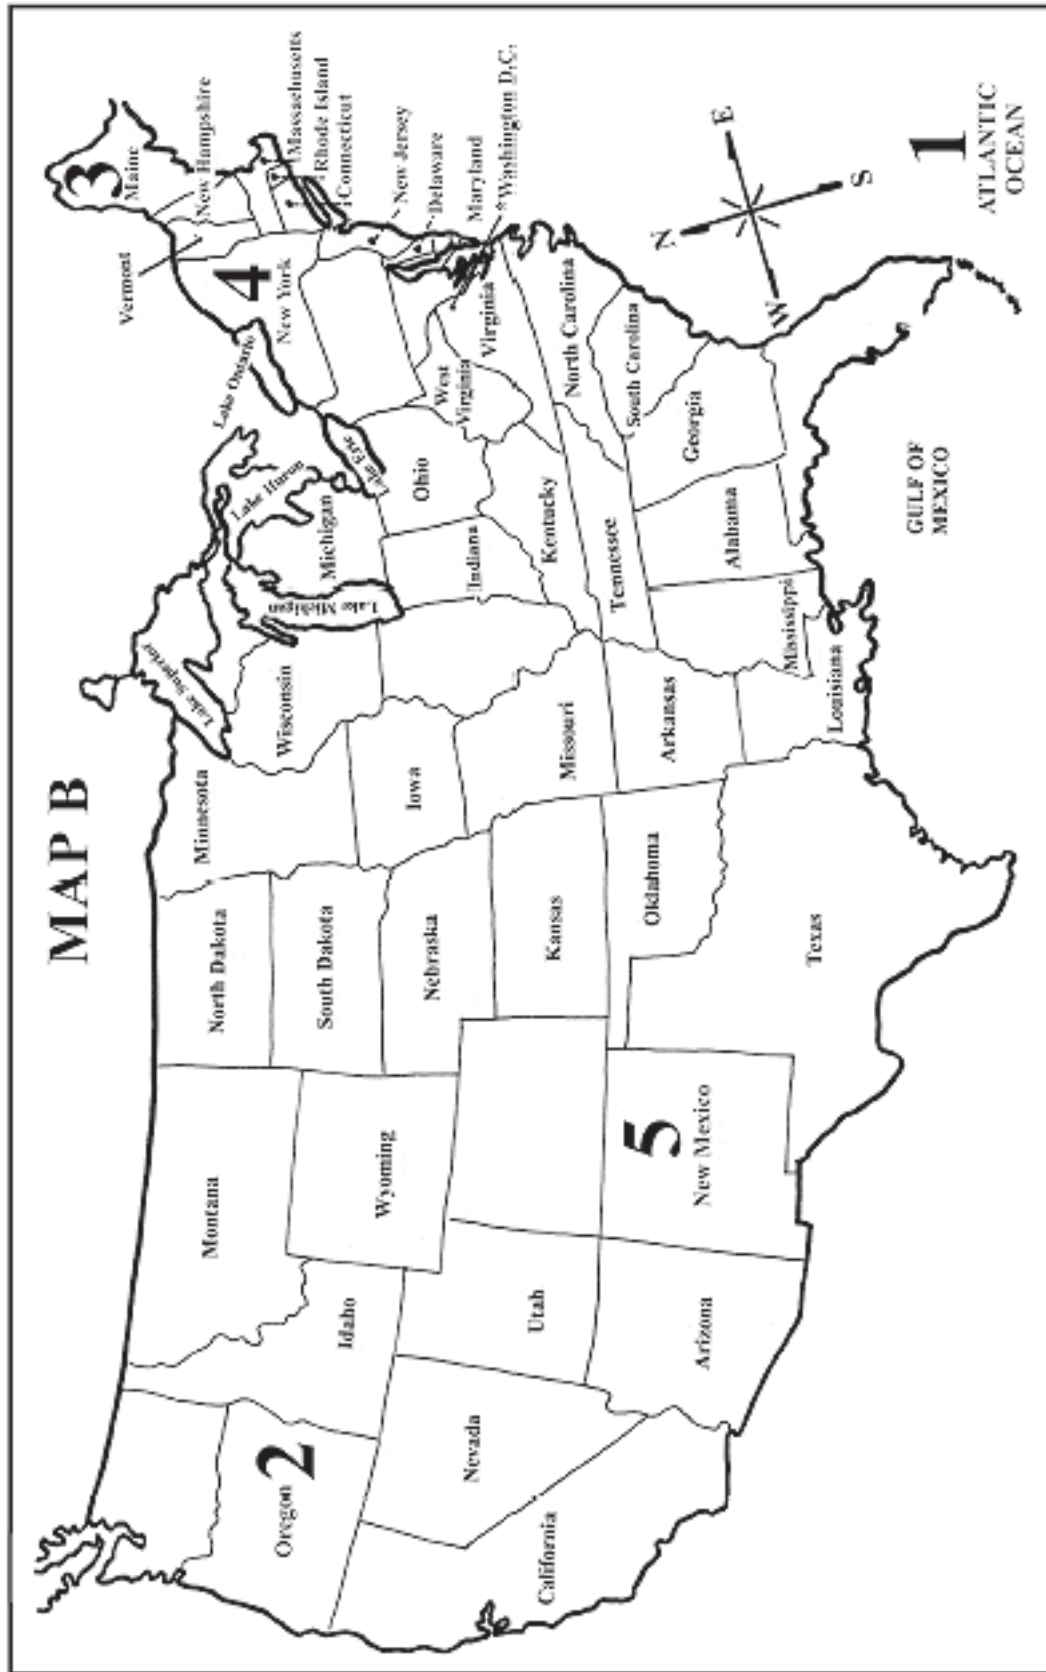 MAP B
3
Maine
New Hampshire
Vermont
Massachusetts
Rhode Island
Connecticut
New Jersey
Delaware
Maryland
*Washington D.C.
4
New York
Lake Ontario
Lake Erie
Lake Huron
Lake Michigan
Lake Superior
Michigan
Wisconsin
Minnesota
North Dakota
South Dakota
Montana
Idaho
Wyoming
Oregon
2
Nevada
California
Utah
Arizona
5
New Mexico
Nebraska
Kansas
Oklahoma
Texas
Iowa
Missouri
Arkansas
Louisiana
Mississippi
Alabama
Georgia
Tennessee
Kentucky
Indiana
Ohio
West
Virginia
Virginia
North Carolina
South Carolina
N
E
S
W
1
ATLANTIC
OCEAN
GULF OF
MEXICO